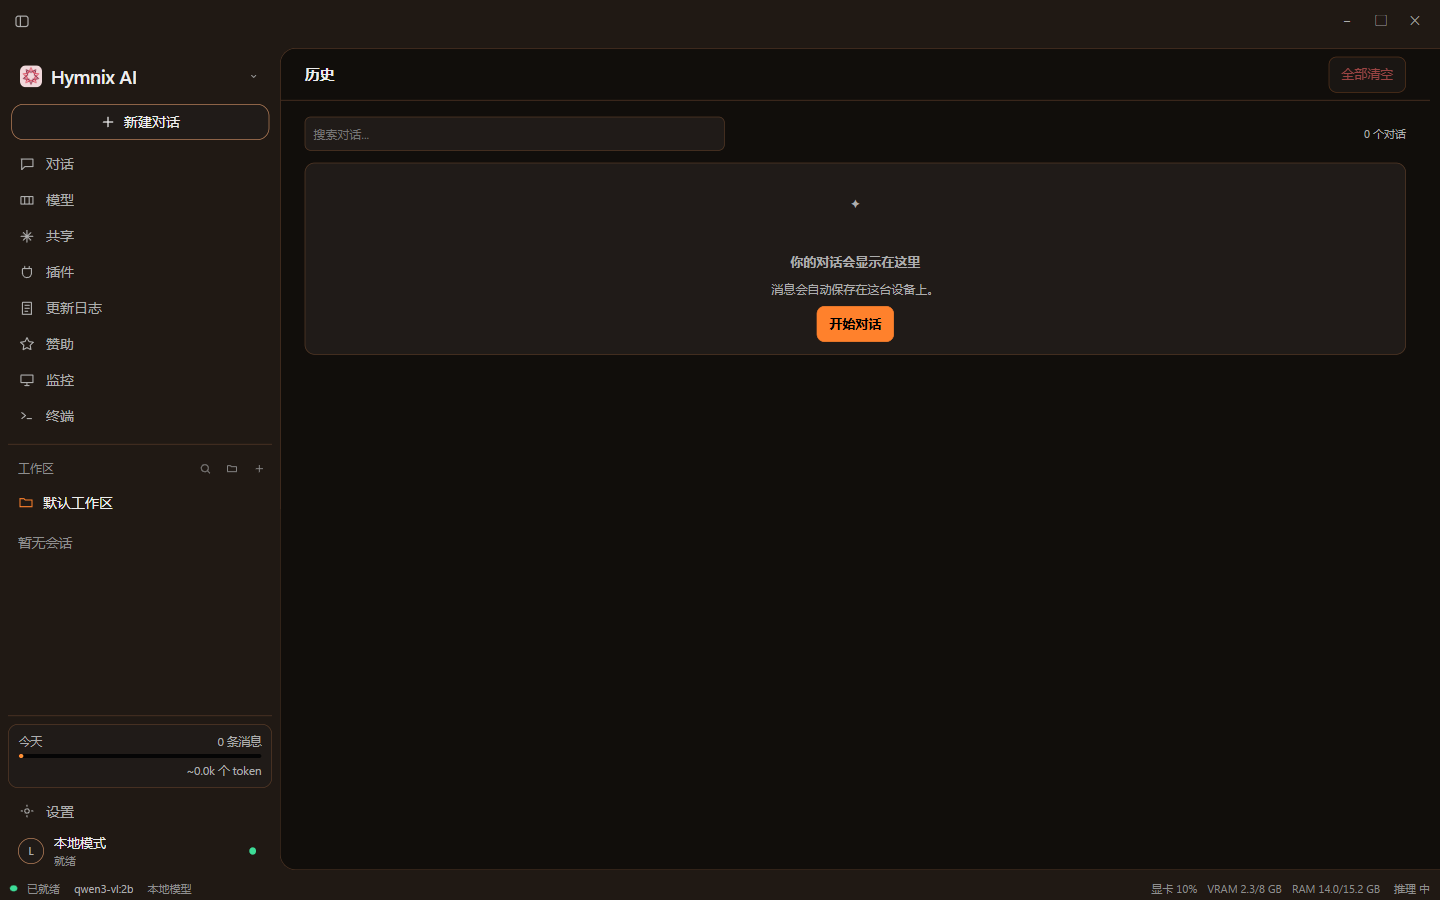 Hymnix AI
新建对话
对话
模型
共享
插件
更新日志
赞助
监控
终端
工作区
默认工作区
暂无会话
今天 0 条消息
~0.0k 个 token
设置
L 本地模式
就绪
历史 全部清空
搜索对话... 0 个对话
你的对话会显示在这里
消息会自动保存在这台设备上。
开始对话
已就绪 qwen3-vl:2b 本地模型 显卡 10% VRAM 2.3/8 GB RAM 14.0/15.2 GB 推理 中